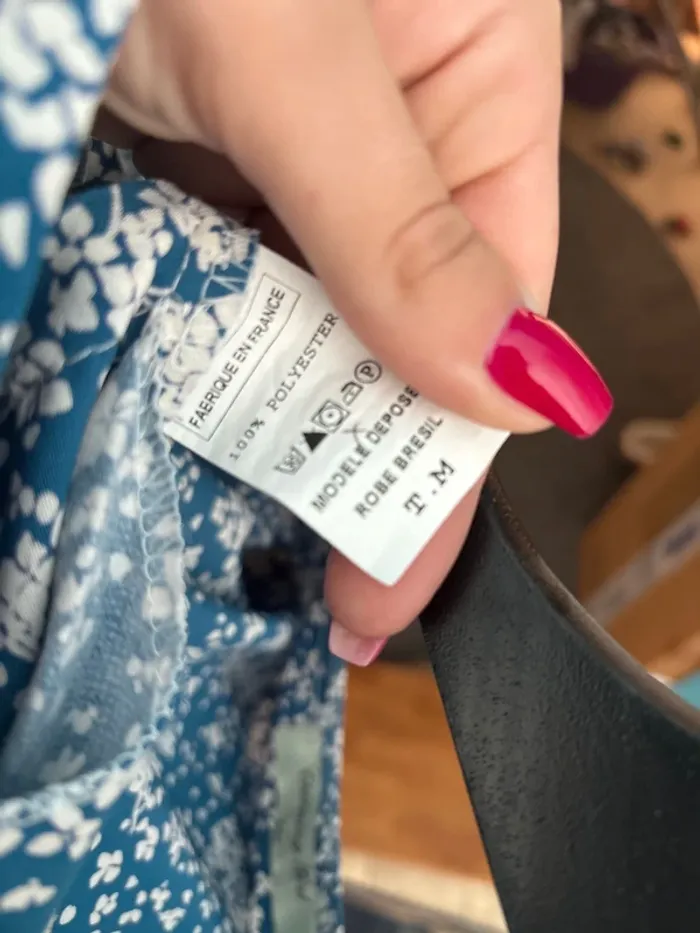 FABRIQUE EN FRANCE
100% POLYESTER
P
MODELE DEPOSE
ROBE BRESIL
T.M